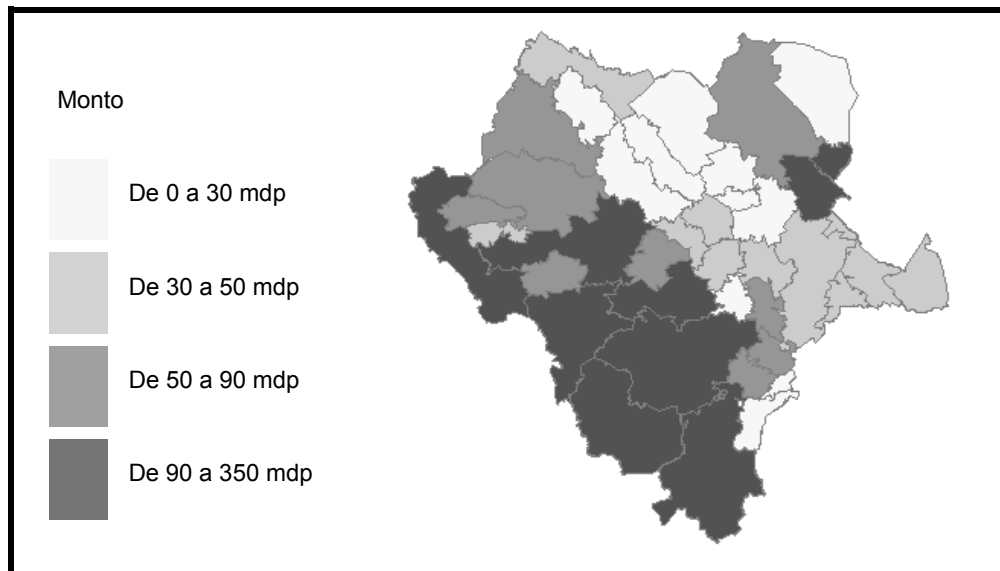 Monto
De 0 a 30 mdp
De 30 a 50 mdp
De 50 a 90 mdp
De 90 a 350 mdp